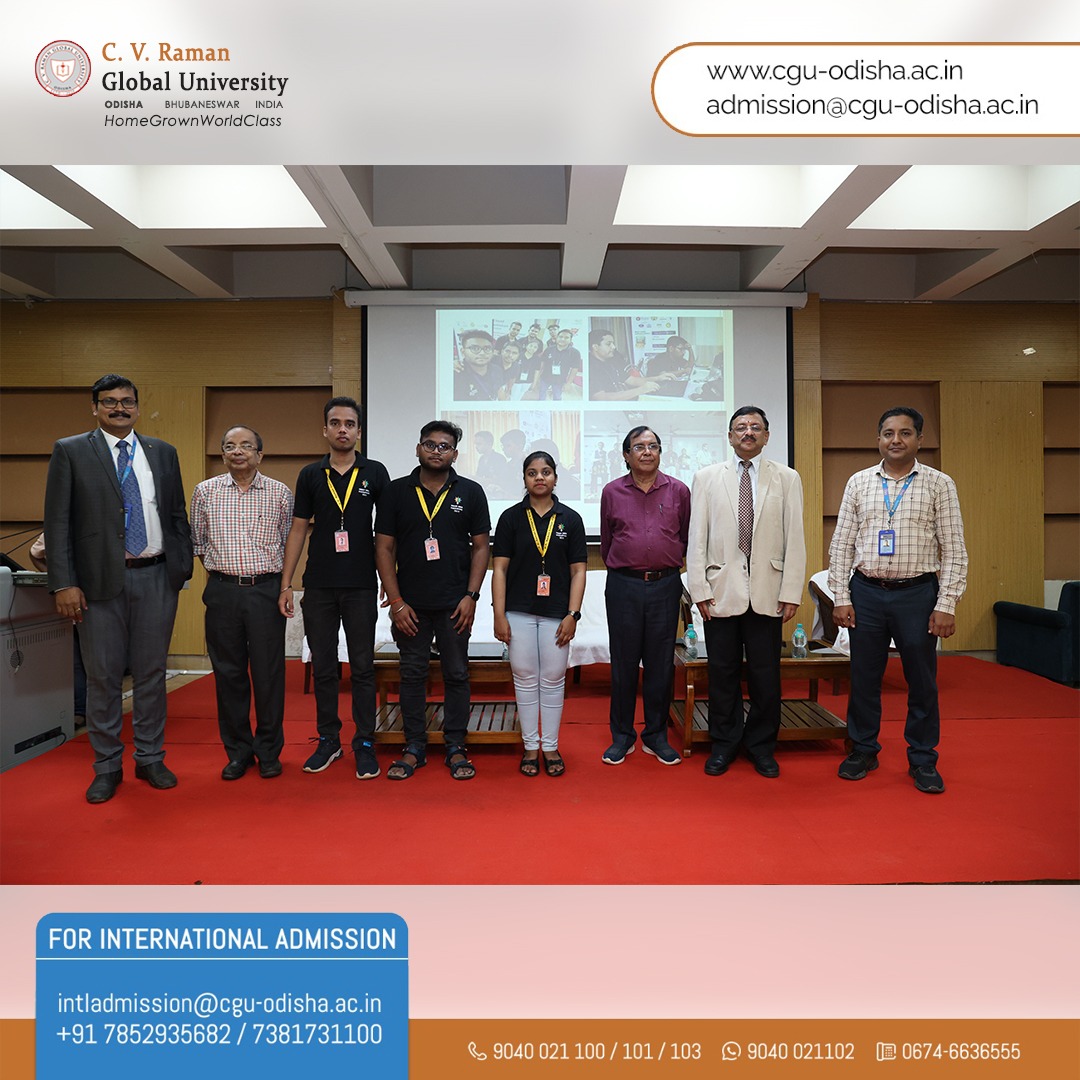 C. V. Raman
Global University
ODISHA BHUBANESWAR INDIA
HomeGrownWorldClass
www.cgu-odisha.ac.in
admission@cgu-odisha.ac.in
FOR INTERNATIONAL ADMISSION
intladmission@cgu-odisha.ac.in
+91 7852935682 / 7381731100
9040 021 100 / 101 / 103 9040 021102 0674-6636555